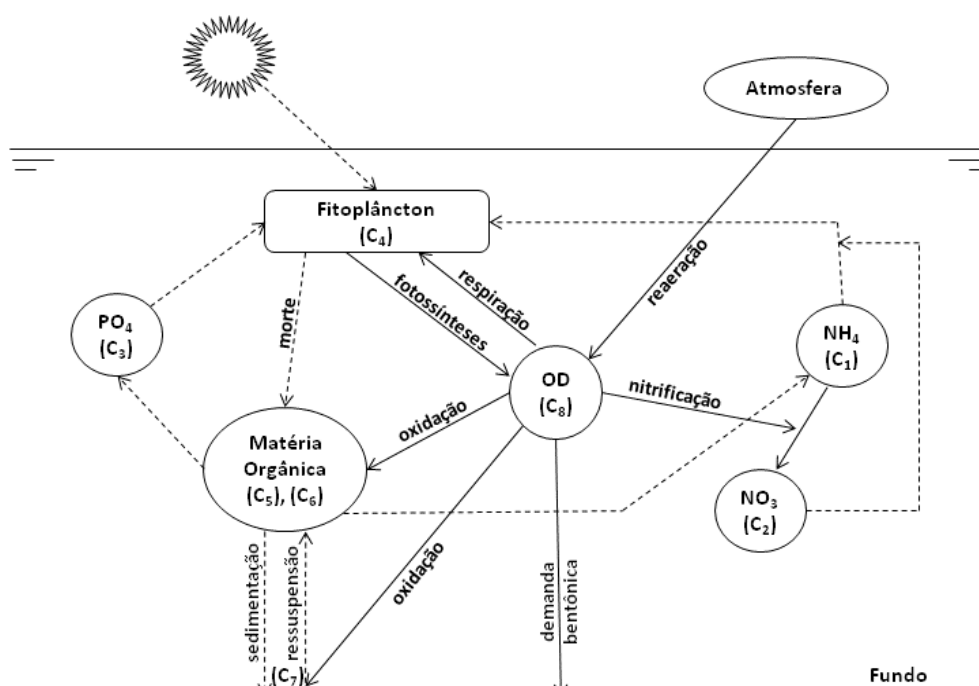 Atmosfera
Fitoplâncton
(C₄)
reaeração
respiração
fotossínteses
morte
PO₄
(C₃)
NH₄
(C₁)
OD
(C₈)
nitrificação
oxidação
Matéria
Orgânica
(C₅), (C₆)
NO₃
(C₂)
sedimentação
ressuspensão
oxidação
demanda
bentônica
(C₇)
Fundo